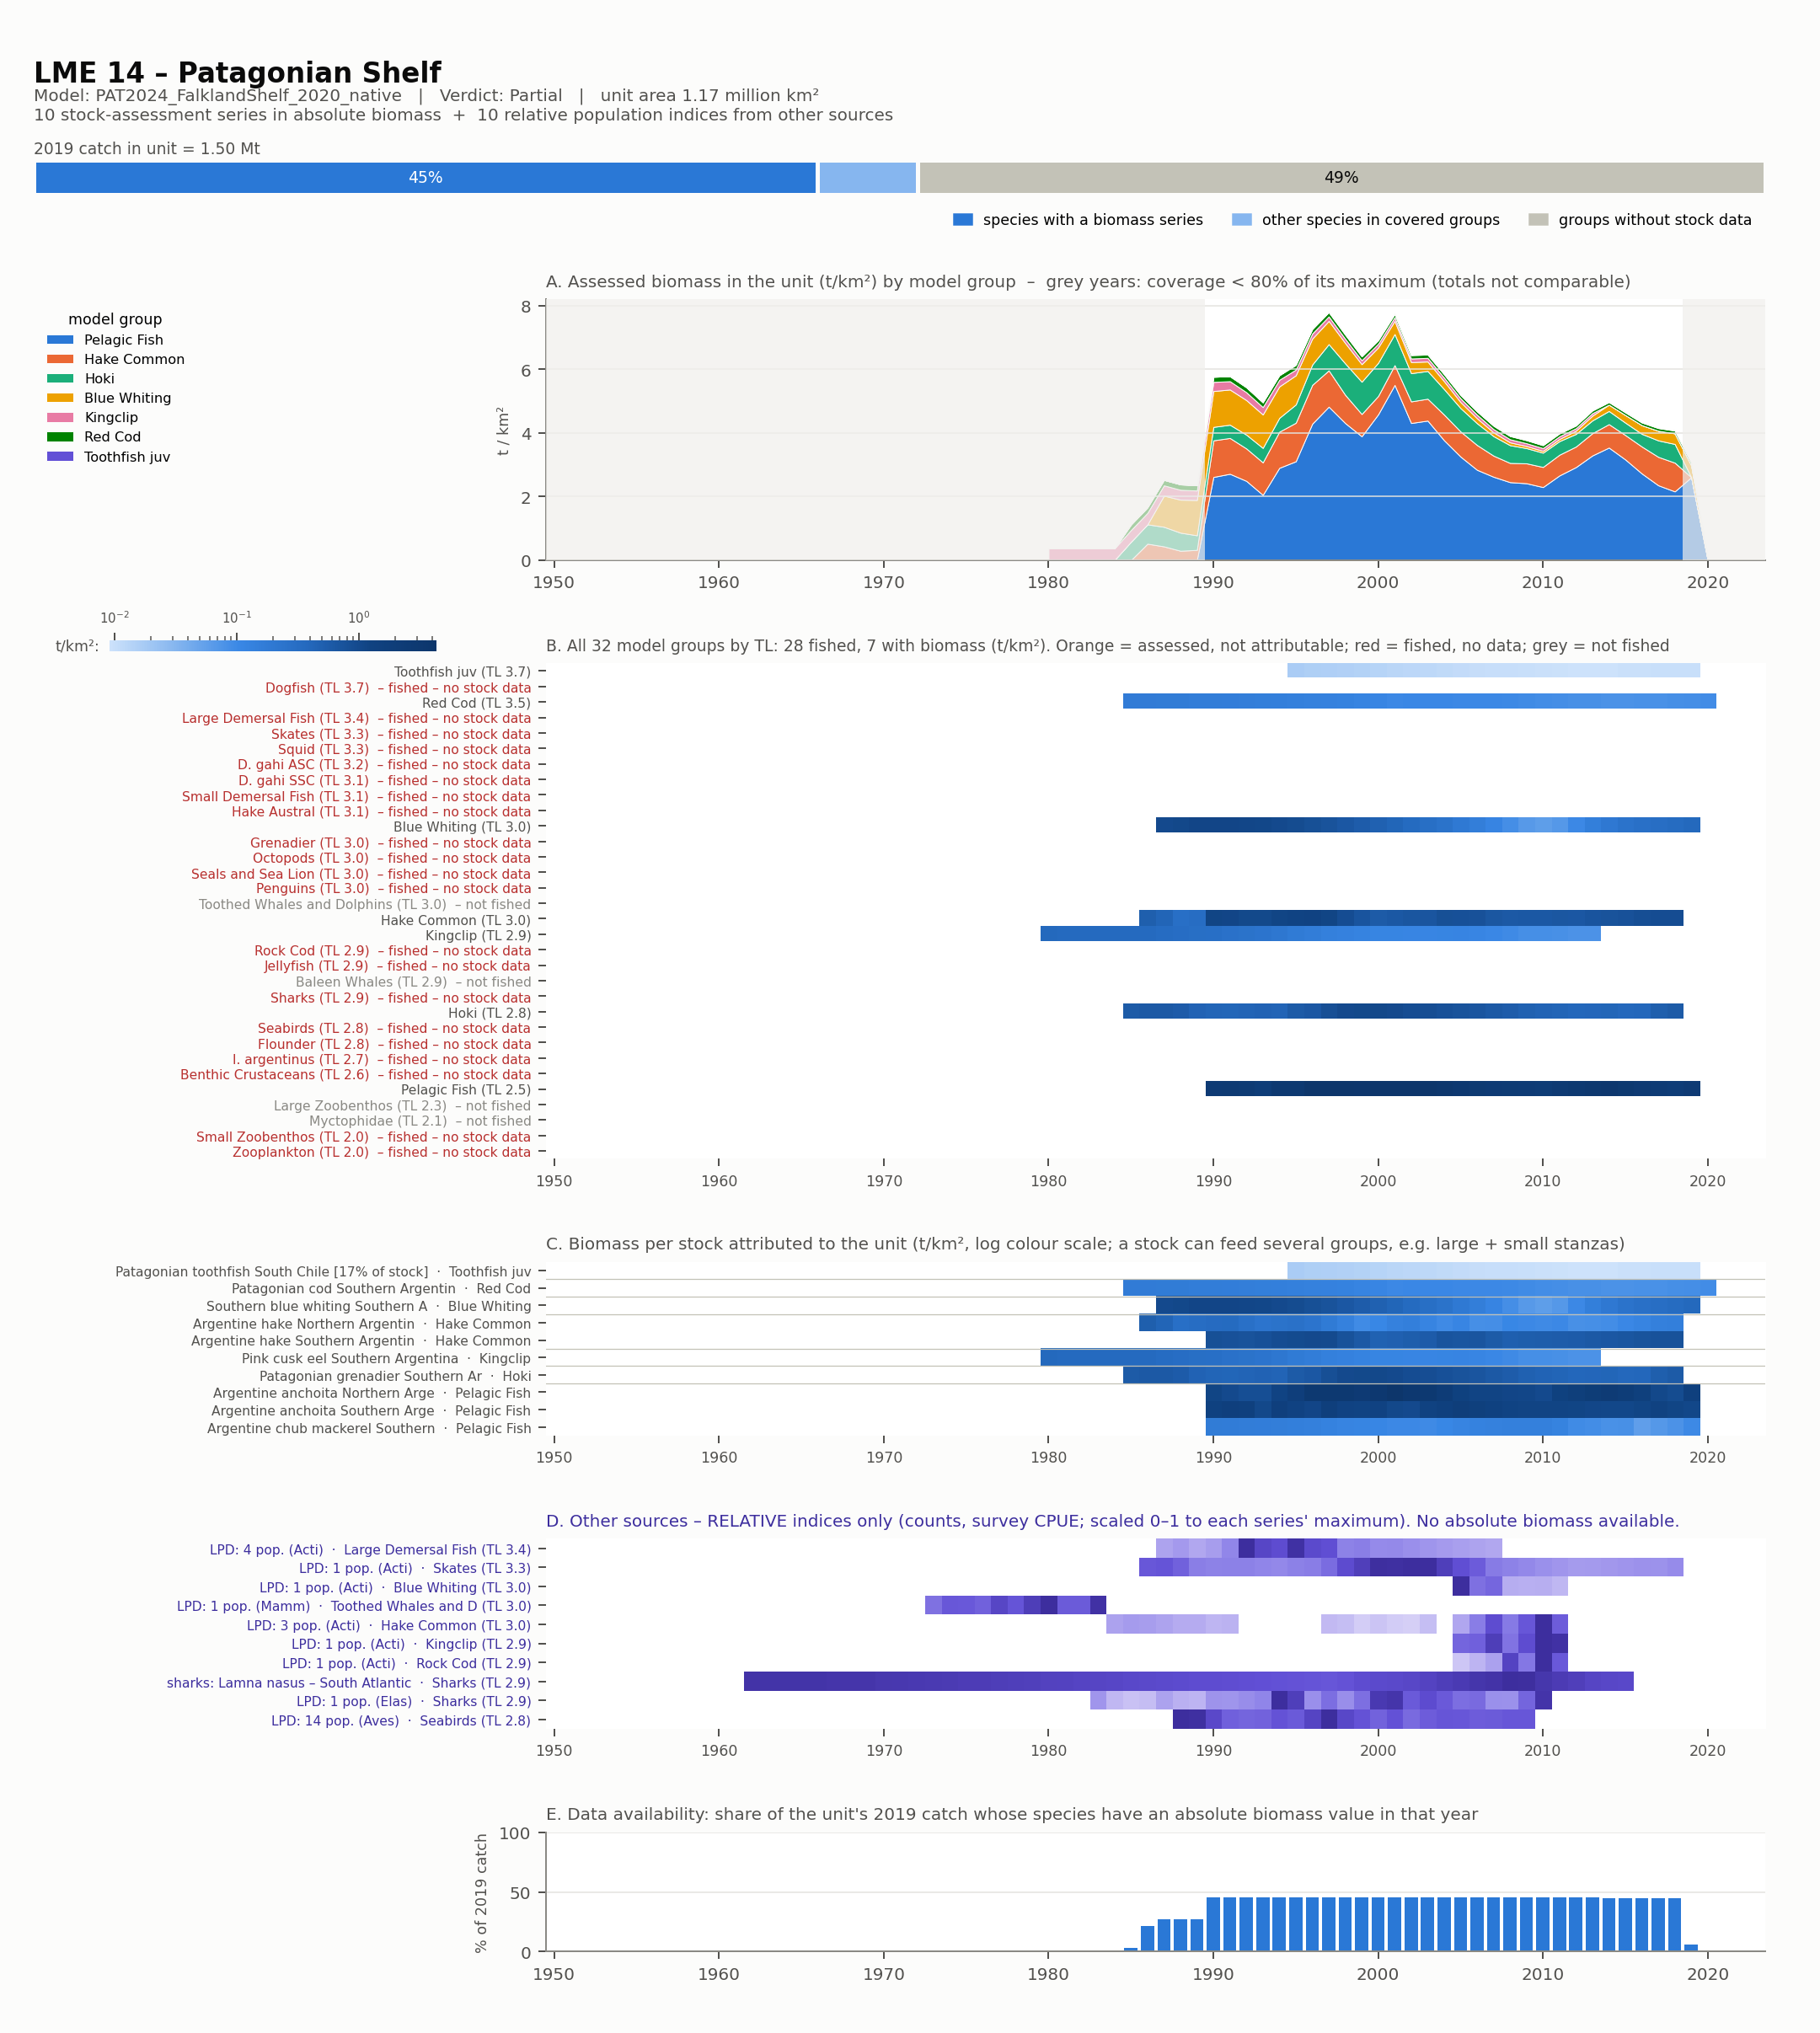 LME 14 – Patagonian Shelf
Model: PAT2024_FalklandShelf_2020_native | Verdict: Partial | unit area 1.17 million km²
10 stock-assessment series in absolute biomass + 10 relative population indices from other sources
2019 catch in unit = 1.50 Mt
45% 49%
species with a biomass series other species in covered groups groups without stock data
A. Assessed biomass in the unit (t/km²) by model group – grey years: coverage < 80% of its maximum (totals not comparable)
model group
Pelagic Fish
Hake Common
Hoki
Blue Whiting
Kingclip
Red Cod
Toothfish juv
t / km²
8
6
4
2
0
1950 1960 1970 1980 1990 2000 2010 2020
10⁻² 10⁻¹ 10⁰
t/km²:
B. All 32 model groups by TL: 28 fished, 7 with biomass (t/km²). Orange = assessed, not attributable; red = fished, no data; grey = not fished
Toothfish juv (TL 3.7)
Dogfish (TL 3.7) – fished – no stock data
Red Cod (TL 3.5)
Large Demersal Fish (TL 3.4) – fished – no stock data
Skates (TL 3.3) – fished – no stock data
Squid (TL 3.3) – fished – no stock data
D. gahi ASC (TL 3.2) – fished – no stock data
D. gahi SSC (TL 3.1) – fished – no stock data
Small Demersal Fish (TL 3.1) – fished – no stock data
Hake Austral (TL 3.1) – fished – no stock data
Blue Whiting (TL 3.0)
Grenadier (TL 3.0) – fished – no stock data
Octopods (TL 3.0) – fished – no stock data
Seals and Sea Lion (TL 3.0) – fished – no stock data
Penguins (TL 3.0) – fished – no stock data
Toothed Whales and Dolphins (TL 3.0) – not fished
Hake Common (TL 3.0)
Kingclip (TL 2.9)
Rock Cod (TL 2.9) – fished – no stock data
Jellyfish (TL 2.9) – fished – no stock data
Baleen Whales (TL 2.9) – not fished
Sharks (TL 2.9) – fished – no stock data
Hoki (TL 2.8)
Seabirds (TL 2.8) – fished – no stock data
Flounder (TL 2.8) – fished – no stock data
I. argentinus (TL 2.7) – fished – no stock data
Benthic Crustaceans (TL 2.6) – fished – no stock data
Pelagic Fish (TL 2.5)
Large Zoobenthos (TL 2.3) – not fished
Myctophidae (TL 2.1) – not fished
Small Zoobenthos (TL 2.0) – fished – no stock data
Zooplankton (TL 2.0) – fished – no stock data
1950 1960 1970 1980 1990 2000 2010 2020
C. Biomass per stock attributed to the unit (t/km², log colour scale; a stock can feed several groups, e.g. large + small stanzas)
Patagonian toothfish South Chile [17% of stock] · Toothfish juv
Patagonian cod Southern Argentin · Red Cod
Southern blue whiting Southern A · Blue Whiting
Argentine hake Northern Argentin · Hake Common
Argentine hake Southern Argentin · Hake Common
Pink cusk eel Southern Argentina · Kingclip
Patagonian grenadier Southern Ar · Hoki
Argentine anchoita Northern Arge · Pelagic Fish
Argentine anchoita Southern Arge · Pelagic Fish
Argentine chub mackerel Southern · Pelagic Fish
1950 1960 1970 1980 1990 2000 2010 2020
D. Other sources – RELATIVE indices only (counts, survey CPUE; scaled 0–1 to each series' maximum). No absolute biomass available.
LPD: 4 pop. (Acti) · Large Demersal Fish (TL 3.4)
LPD: 1 pop. (Acti) · Skates (TL 3.3)
LPD: 1 pop. (Acti) · Blue Whiting (TL 3.0)
LPD: 1 pop. (Mamm) · Toothed Whales and D (TL 3.0)
LPD: 3 pop. (Acti) · Hake Common (TL 3.0)
LPD: 1 pop. (Acti) · Kingclip (TL 2.9)
LPD: 1 pop. (Acti) · Rock Cod (TL 2.9)
sharks: Lamna nasus – South Atlantic · Sharks (TL 2.9)
LPD: 1 pop. (Elas) · Sharks (TL 2.9)
LPD: 14 pop. (Aves) · Seabirds (TL 2.8)
1950 1960 1970 1980 1990 2000 2010 2020
E. Data availability: share of the unit's 2019 catch whose species have an absolute biomass value in that year
% of 2019 catch
100
50
0
1950 1960 1970 1980 1990 2000 2010 2020